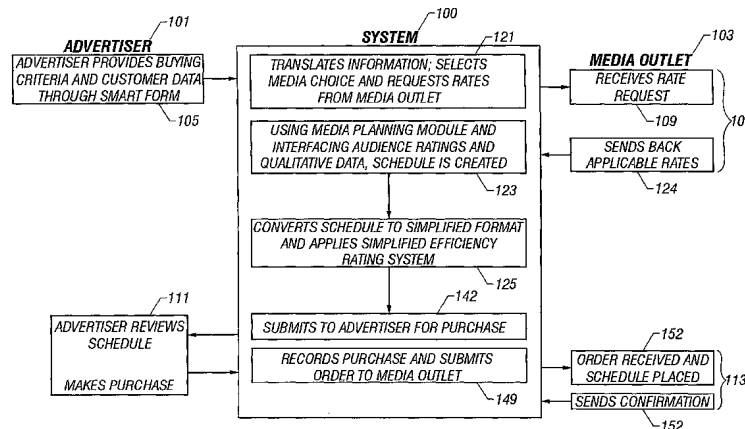 100
101
ADVERTISER
ADVERTISER PROVIDES BUYING
CRITERIA AND CUSTOMER DATA
THROUGH SMART FORM
105
SYSTEM
121
TRANSLATES INFORMATION; SELECTS
MEDIA CHOICE AND REQUESTS RATES
FROM MEDIA OUTLET
USING MEDIA PLANNING MODULE AND
INTERFACING AUDIENCE RATINGS AND
QUALITATIVE DATA, SCHEDULE IS CREATED
123
CONVERTS SCHEDULE TO SIMPLIFIED FORMAT
AND APPLIES SIMPLIFIED EFFICIENCY
RATING SYSTEM
125
142
SUBMITS TO ADVERTISER FOR PURCHASE
RECORDS PURCHASE AND SUBMITS
ORDER TO MEDIA OUTLET
149
111
ADVERTISER REVIEWS
SCHEDULE
MAKES PURCHASE
103
MEDIA OUTLET
RECEIVES RATE
REQUEST
109
SENDS BACK
APPLICABLE RATES
124
152
ORDER RECEIVED AND
SCHEDULE PLACED
113
SENDS CONFIRMATION
152